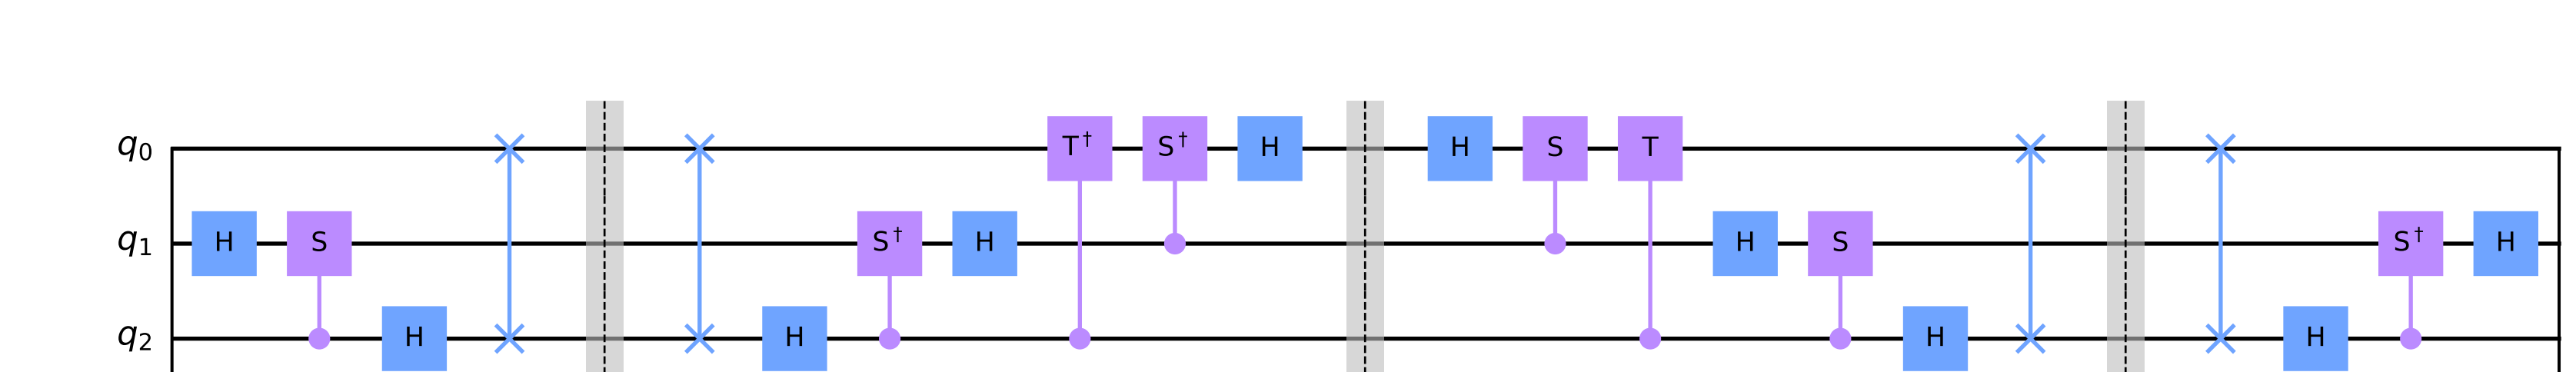 q0 T† S† H H S T
q1 H S S† H H S S† H
q2 H H H H